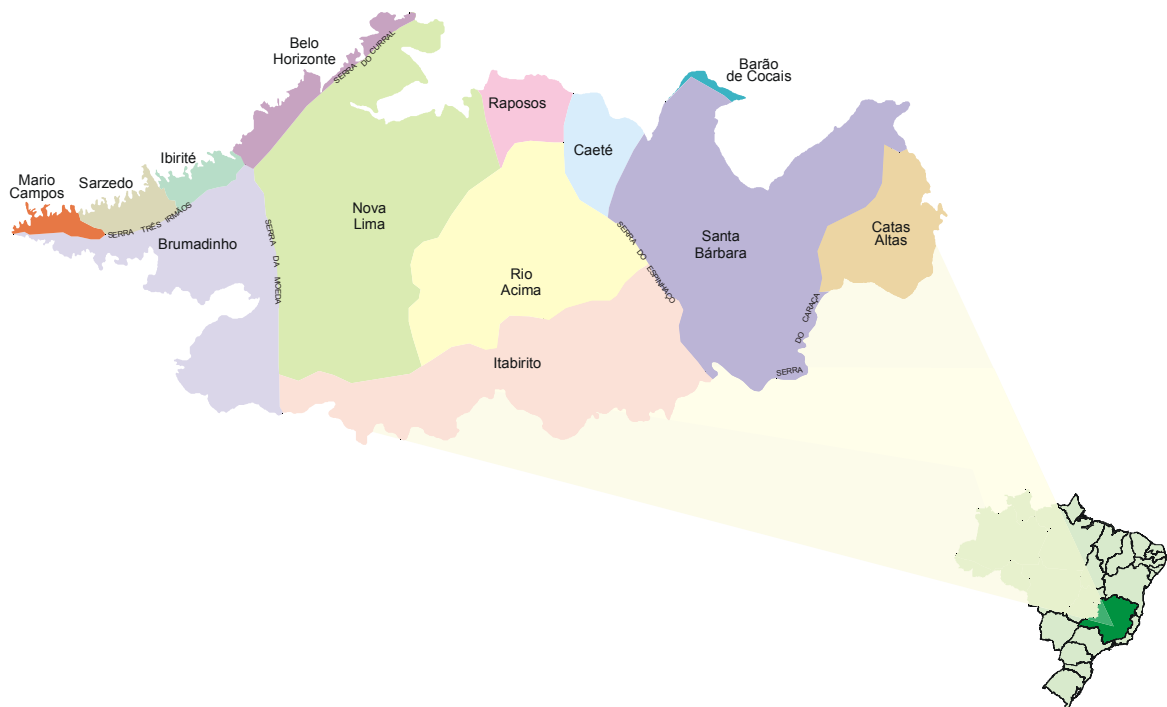 Belo
Horizonte
SERRA DO CURRAL
Barão
de Cocais
Raposos
Caeté
Ibirité
Sarzedo
Mario
Campos
SERRA TRÊS IRMÃOS
Brumadinho
SERRA DA MOEDA
Nova
Lima
Rio
Acima
SERRA DO ESPINHAÇO
Santa
Bárbara
Catas
Altas
SERRA DO CARAÇA
Itabirito